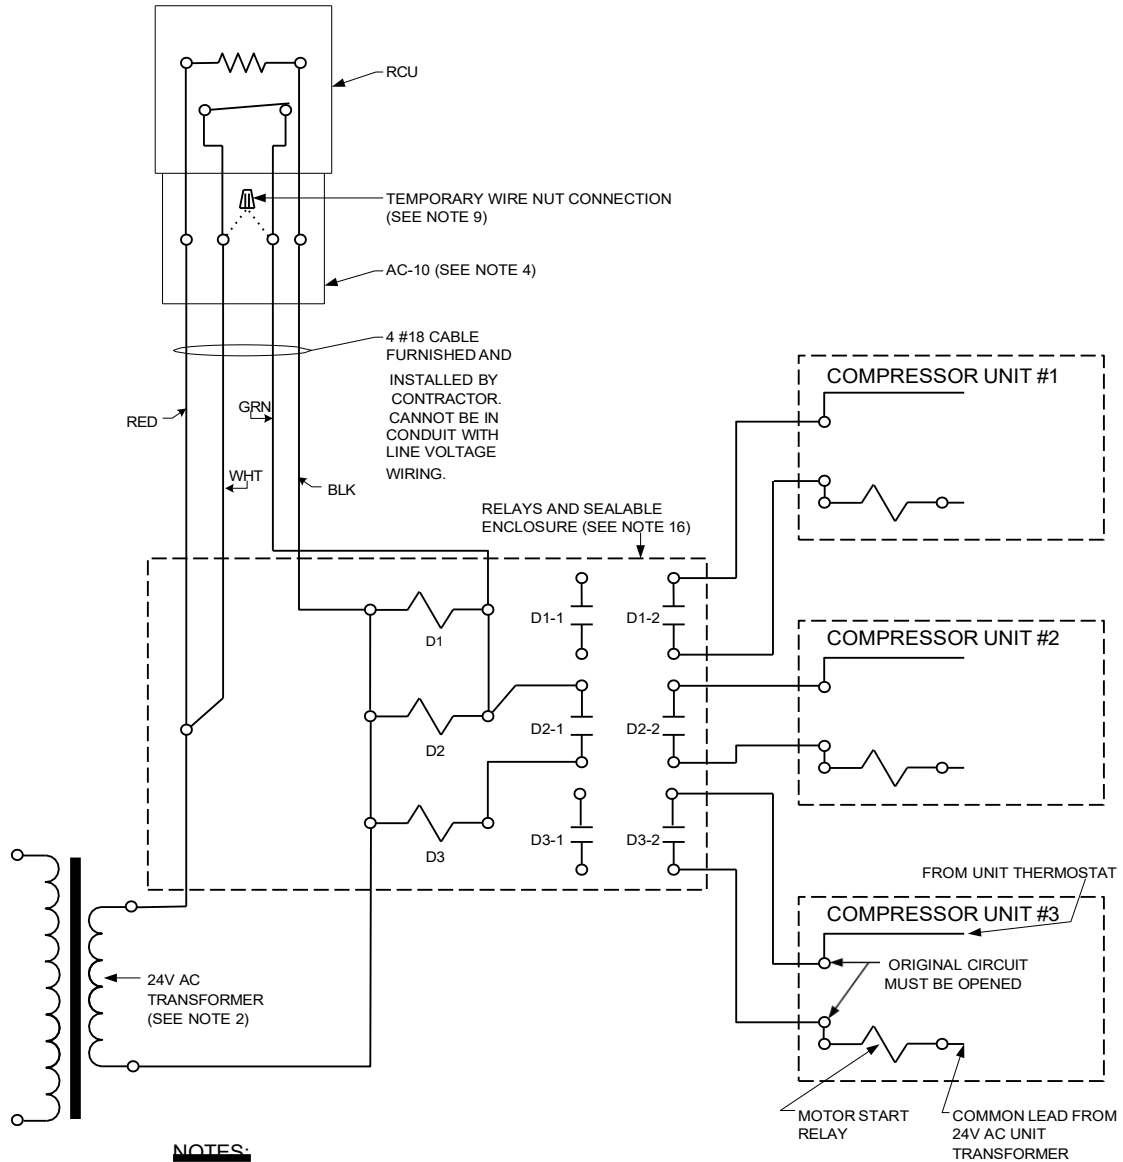 RCU
TEMPORARY WIRE NUT CONNECTION
(SEE NOTE 9)
AC-10 (SEE NOTE 4)
4 #18 CABLE
FURNISHED AND
INSTALLED BY
CONTRACTOR.
CANNOT BE IN
CONDUIT WITH
LINE VOLTAGE
WIRING.
RED
GRN
WHT
BLK
RELAYS AND SEALABLE
ENCLOSURE (SEE NOTE 16)
COMPRESSOR UNIT #1
D1
D1-1
D1-2
COMPRESSOR UNIT #2
D2
D2-1
D2-2
D3
D3-1
D3-2
FROM UNIT THERMOSTAT
COMPRESSOR UNIT #3
ORIGINAL CIRCUIT
MUST BE OPENED
24V AC
TRANSFORMER
(SEE NOTE 2)
MOTOR START
RELAY
COMMON LEAD FROM
24V AC UNIT
TRANSFORMER
NOTES: